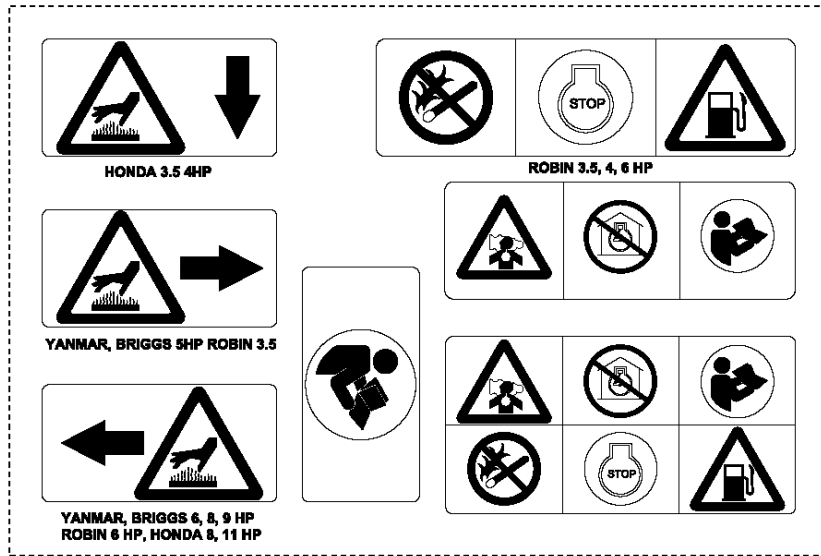 STOP
HONDA 3.5 4HP
ROBIN 3.5, 4, 6 HP
YANMAR, BRIGGS 5HP ROBIN 3.5
STOP
YANMAR, BRIGGS 6, 8, 9 HP
ROBIN 6 HP, HONDA 8, 11 HP